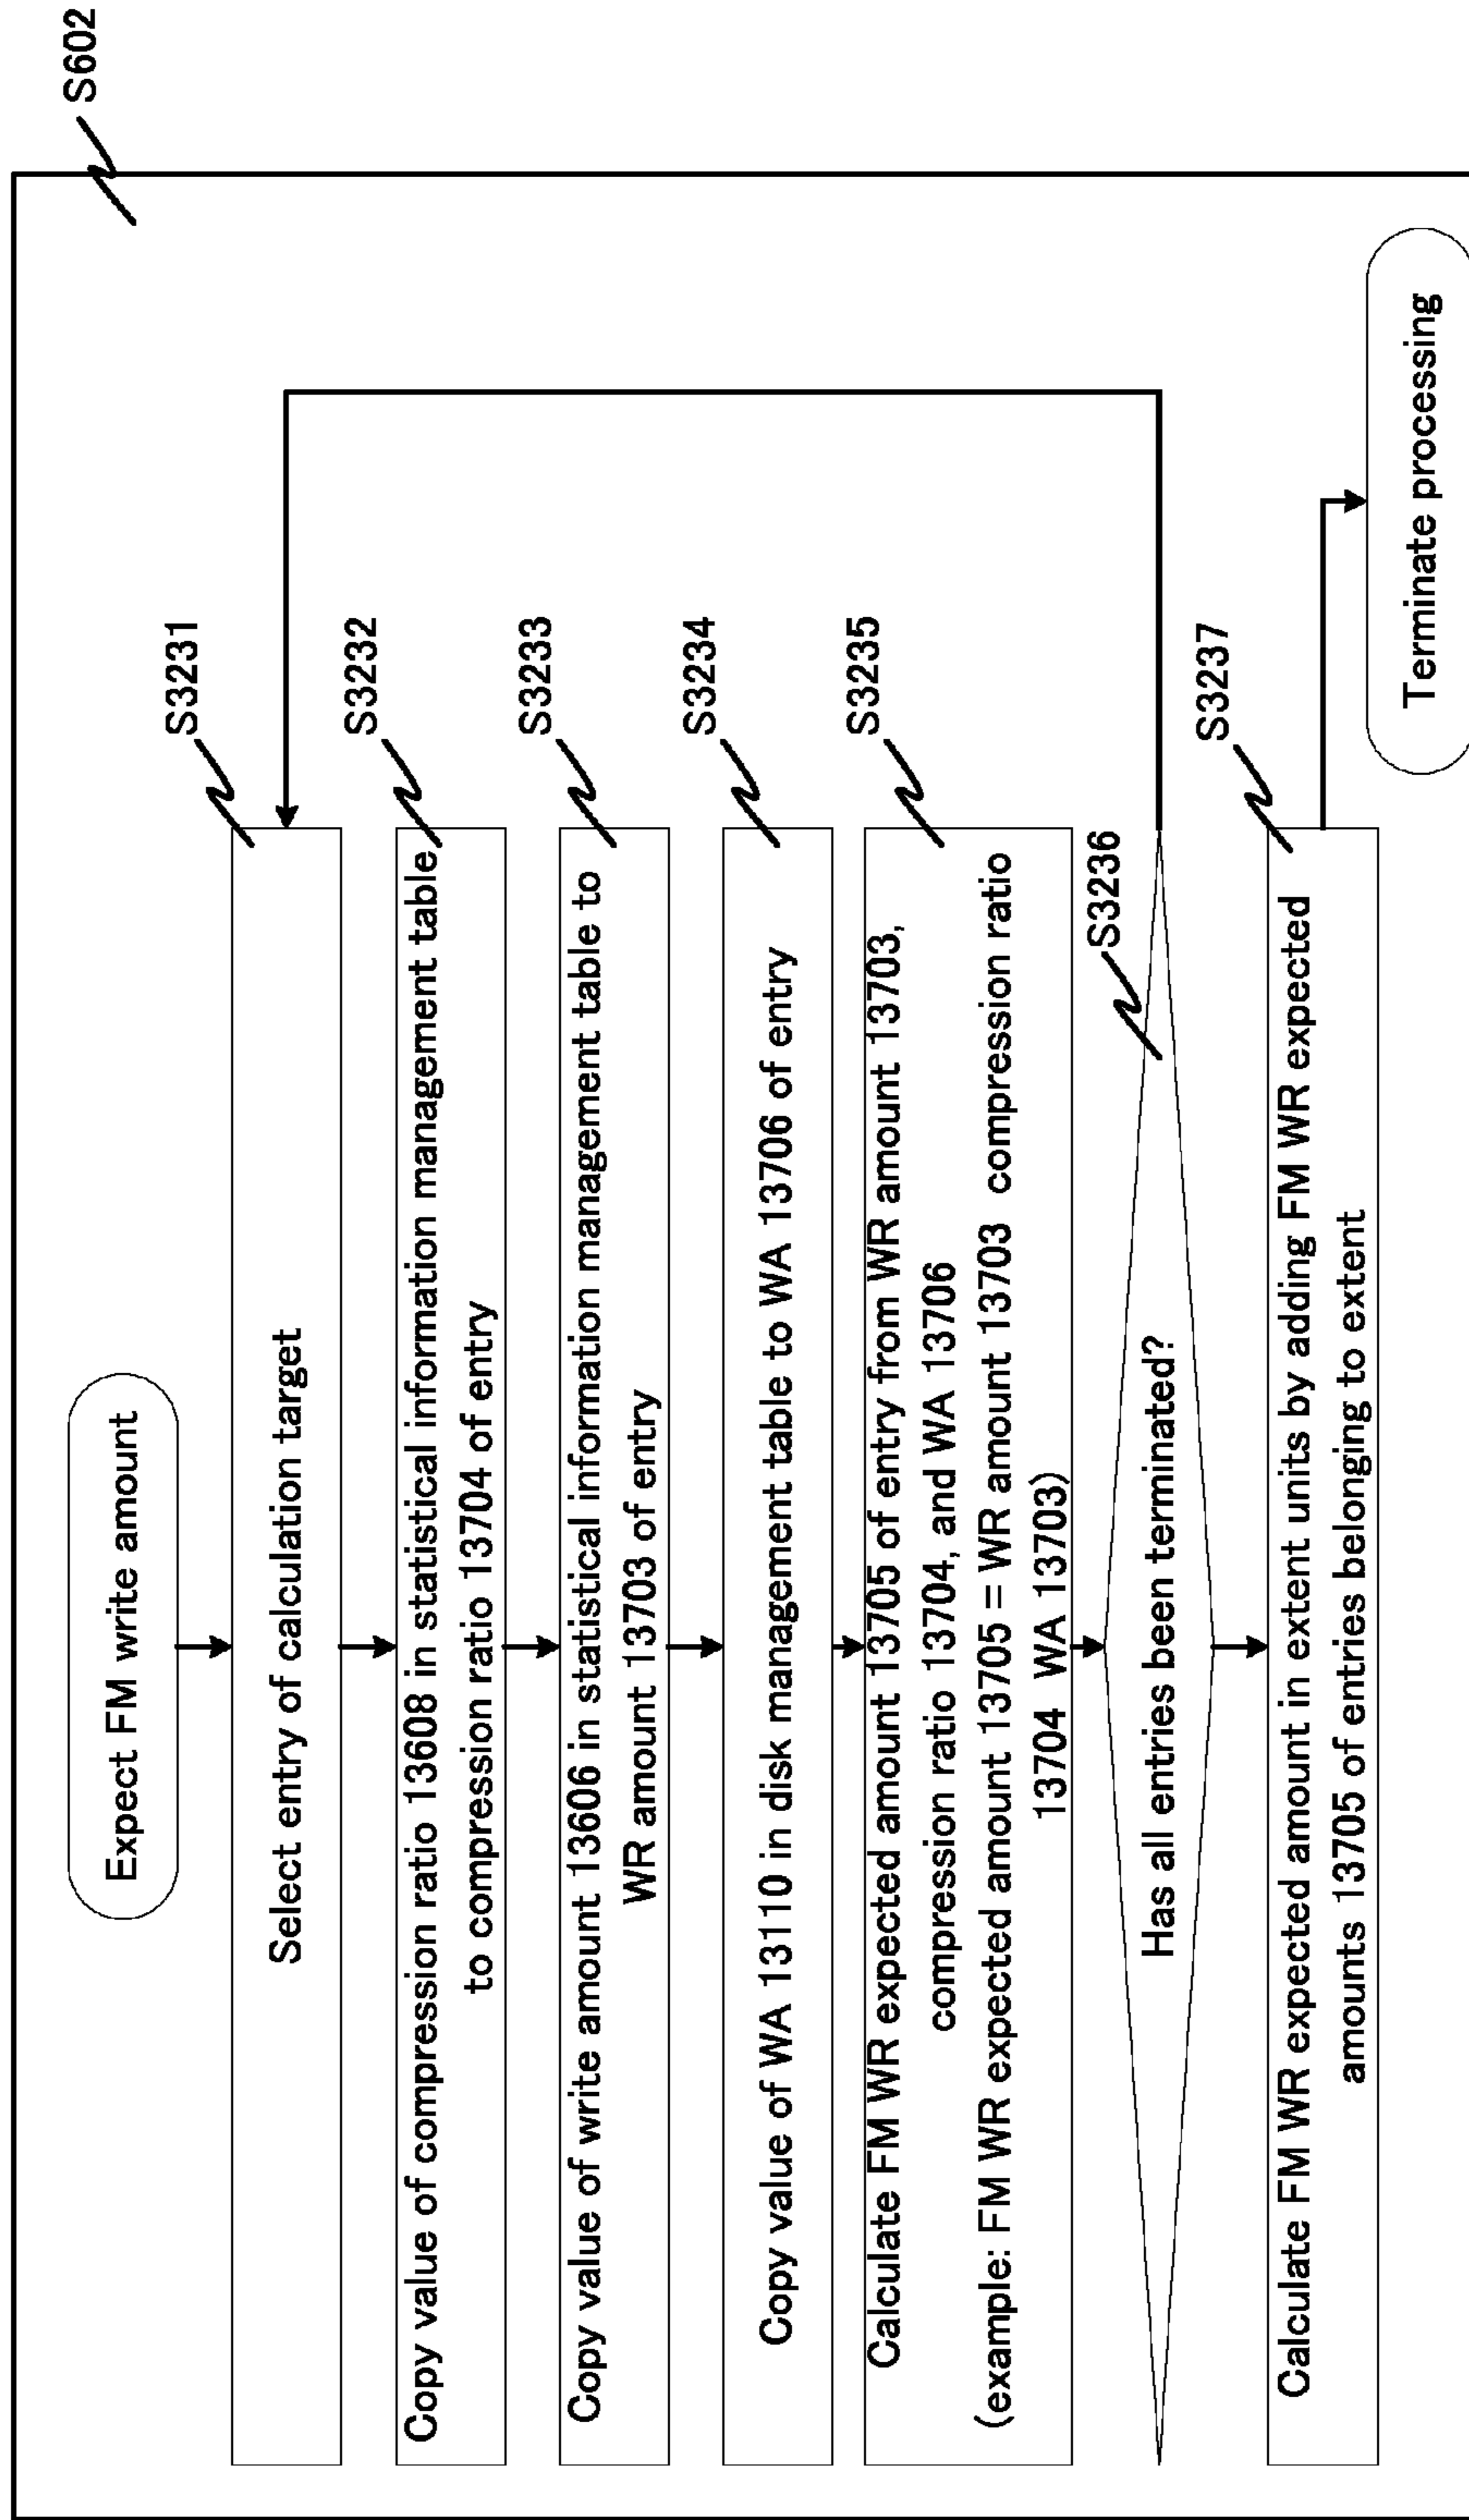 S602
Expect FM write amount
S3231
Select entry of calculation target
S3232
Copy value of compression ratio 13608 in statistical information management table
to compression ratio 13704 of entry
S3233
Copy value of write amount 13606 in statistical information management table to
WR amount 13703 of entry
S3234
Copy value of WA 13110 in disk management table to WA 13706 of entry
S3235
Calculate FM WR expected amount 13705 of entry from WR amount 13703,
compression ratio 13704, and WA 13706
(example: FM WR expected amount 13705 = WR amount 13703 compression ratio
13704 WA 13703)
S3236
Has all entries been terminated?
S3237
Calculate FM WR expected amount in extent units by adding FM WR expected
amounts 13705 of entries belonging to extent
Terminate processing